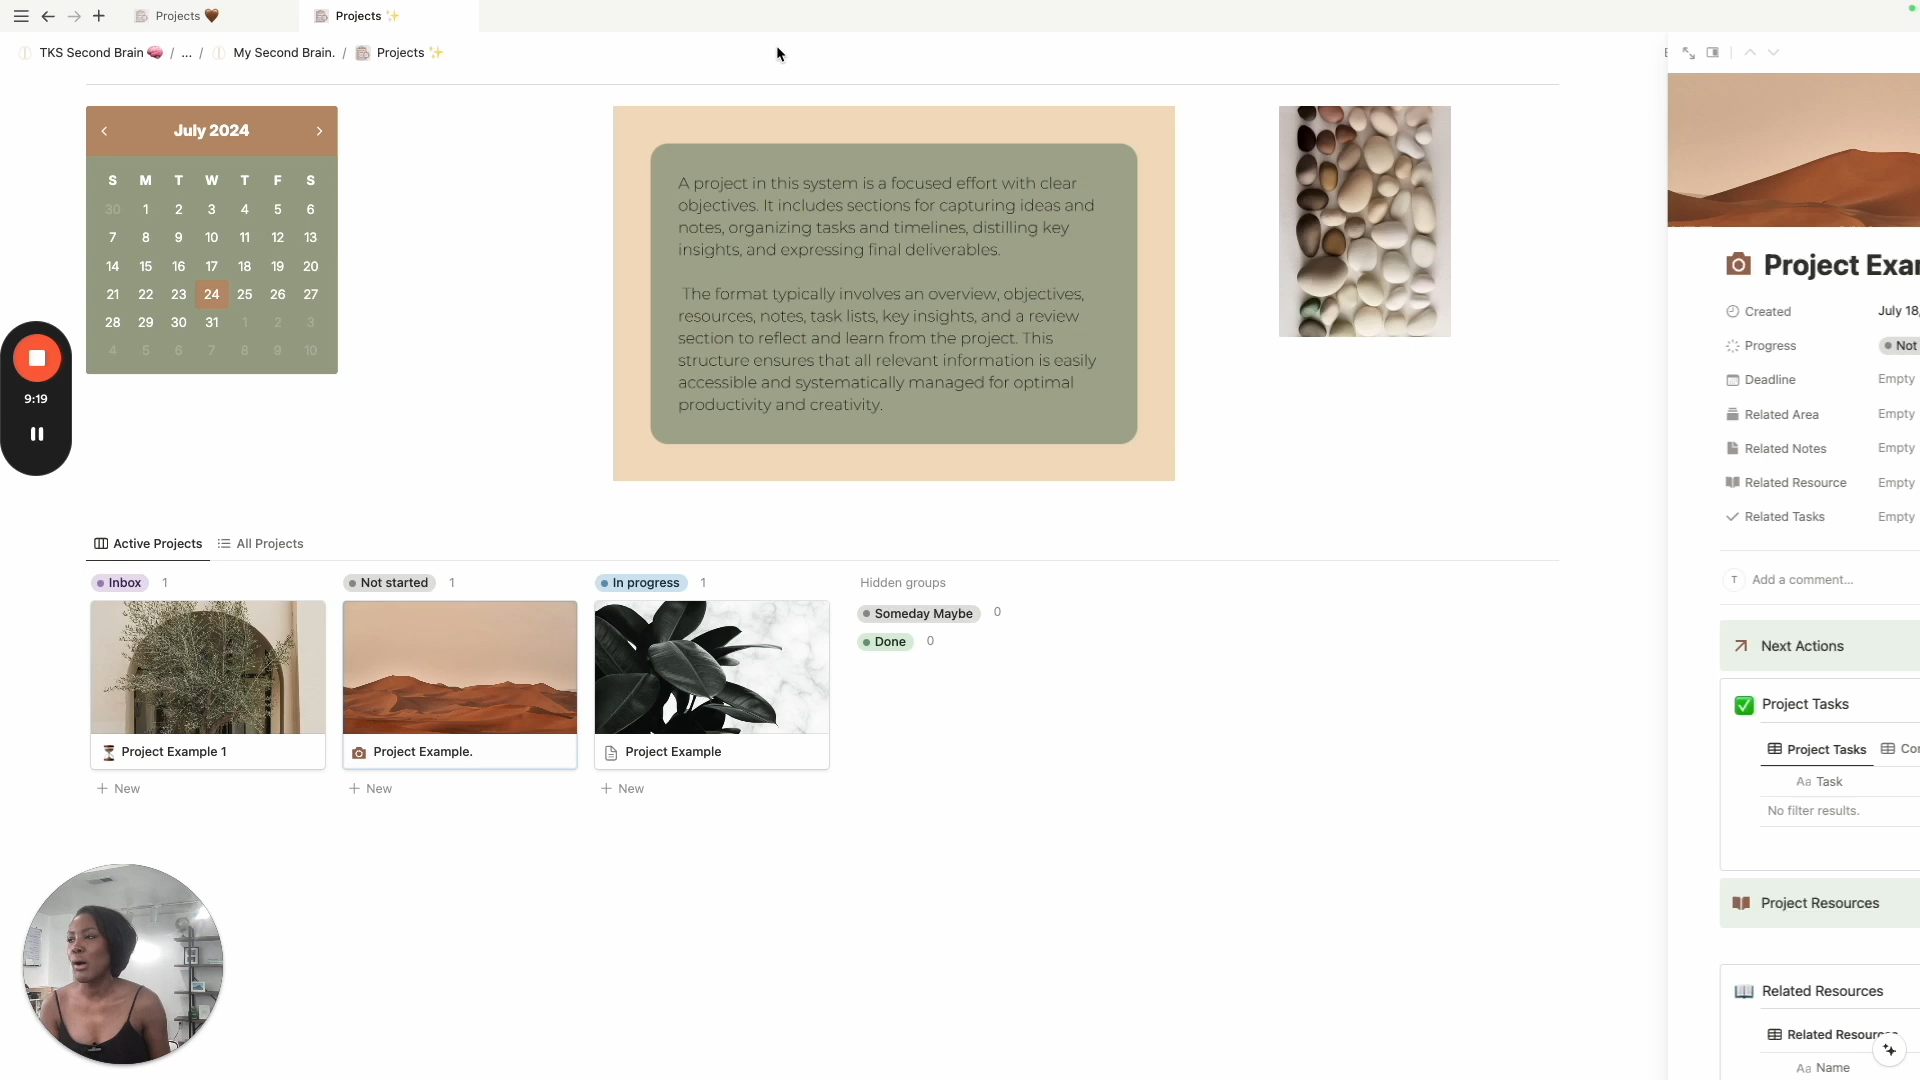 Projects
Projects
TKS Second Brain / ... / My Second Brain. / Projects
July 2024
S M T W T F S
30 1 2 3 4 5 6
7 8 9 10 11 12 13
14 15 16 17 18 19 20
21 22 23 24 25 26 27
28 29 30 31 1 2 3
4 5 6 7 8 9 10
9:19
A project in this system is a focused effort with clear
objectives. It includes sections for capturing ideas and
notes, organizing tasks and timelines, distilling key
insights, and expressing final deliverables.
The format typically involves an overview, objectives,
resources, notes, task lists, key insights, and a review
section to reflect and learn from the project. This
structure ensures that all relevant information is easily
accessible and systematically managed for optimal
productivity and creativity.
Active Projects
All Projects
Inbox 1
Not started 1
In progress 1
Hidden groups
Someday Maybe 0
Done 0
Project Example 1
Project Example.
Project Example
+ New
+ New
+ New
Project Exa
Created July 18,
Progress Not
Deadline Empty
Related Area Empty
Related Notes Empty
Related Resource Empty
Related Tasks Empty
T Add a comment...
Next Actions
Project Tasks
Project Tasks
Co
Aa Task
No filter results.
Project Resources
Related Resources
Related Resources
Aa Name